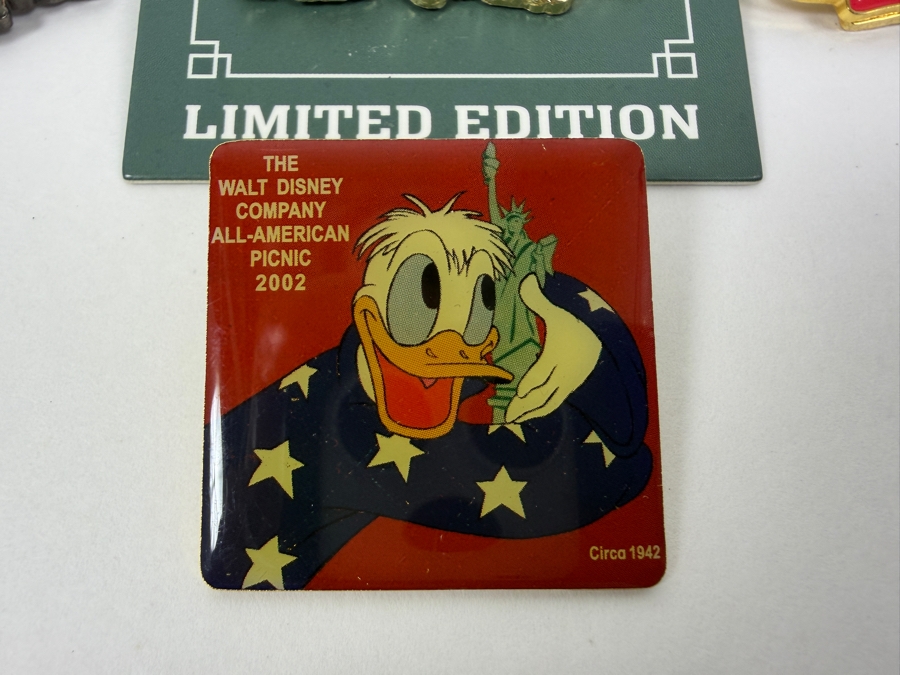 LIMITED EDITION
THE
WALT DISNEY
COMPANY
ALL-AMERICAN
PICNIC
2002
Circa 1942